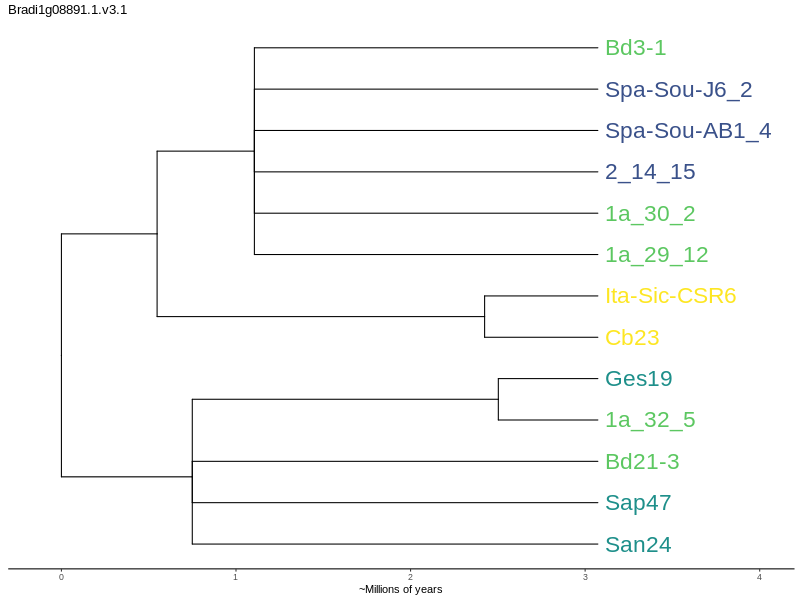 Bradi1g08891.1.v3.1
Bd3-1
Spa-Sou-J6_2
Spa-Sou-AB1_4
2_14_15
1a_30_2
1a_29_12
Ita-Sic-CSR6
Cb23
Ges19
1a_32_5
Bd21-3
Sap47
San24
0 1 2 3 4
~Millions of years